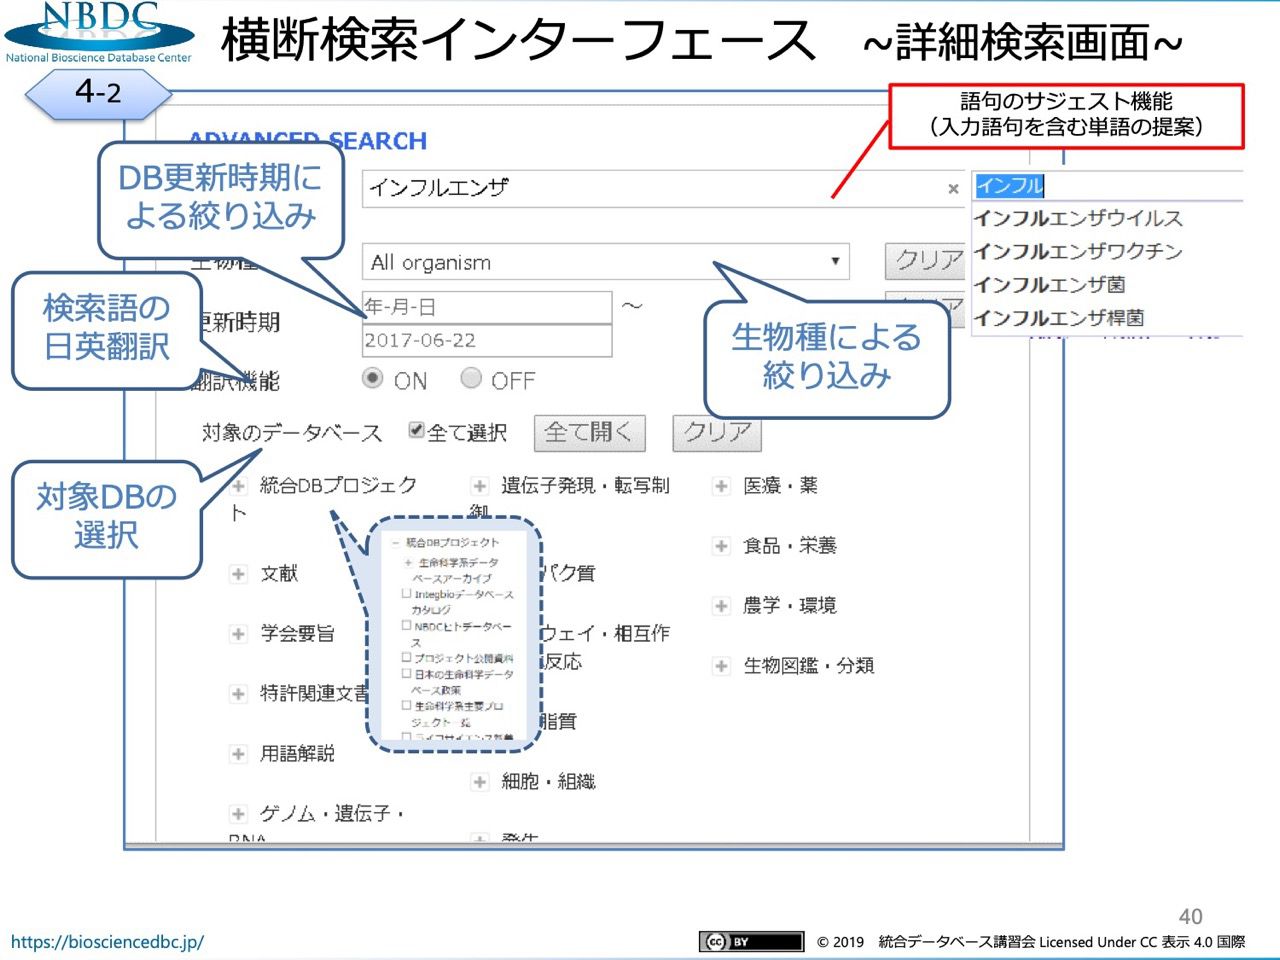 NBDC
National Bioscience Database Center
横断検索インターフェース ~詳細検索画面~
4-2
語句のサジェスト機能
（入力語句を含む単語の提案）
ADVANCED SEARCH
DB更新時期に
よる絞り込み
インフルエンザ ×
インフル
インフルエンザウイルス
インフルエンザワクチン
インフルエンザ菌
インフルエンザ桿菌
生物種
All organism
クリア
検索語の
日英翻訳
更新時期
年-月-日 ～
2017-06-22
クリア
生物種による
絞り込み
翻訳機能
ON OFF
対象のデータベース 全て選択 全て開く クリア
対象DBの
選択
統合DBプロジェク
ト
文献
学会要旨
特許関連文書
用語解説
ゲノム・遺伝子・
RNA
統合DBプロジェクト
生命科学系データ
ベースアーカイブ
Integbioデータベース
カタログ
NBDCヒトデータベー
ス
プロジェクト公開資料
日本の生命科学データ
ベース政策
生命科学系主要プロ
ジェクト一覧
ライフサイエンス新着
遺伝子発現・転写制
御
パク質
ウェイ・相互作
反応
脂質
細胞・組織
発生
医療・薬
食品・栄養
農学・環境
生物図鑑・分類
40
https://biosciencedbc.jp/
cc BY
© 2019 統合データベース講習会 Licensed Under CC 表示 4.0 国際